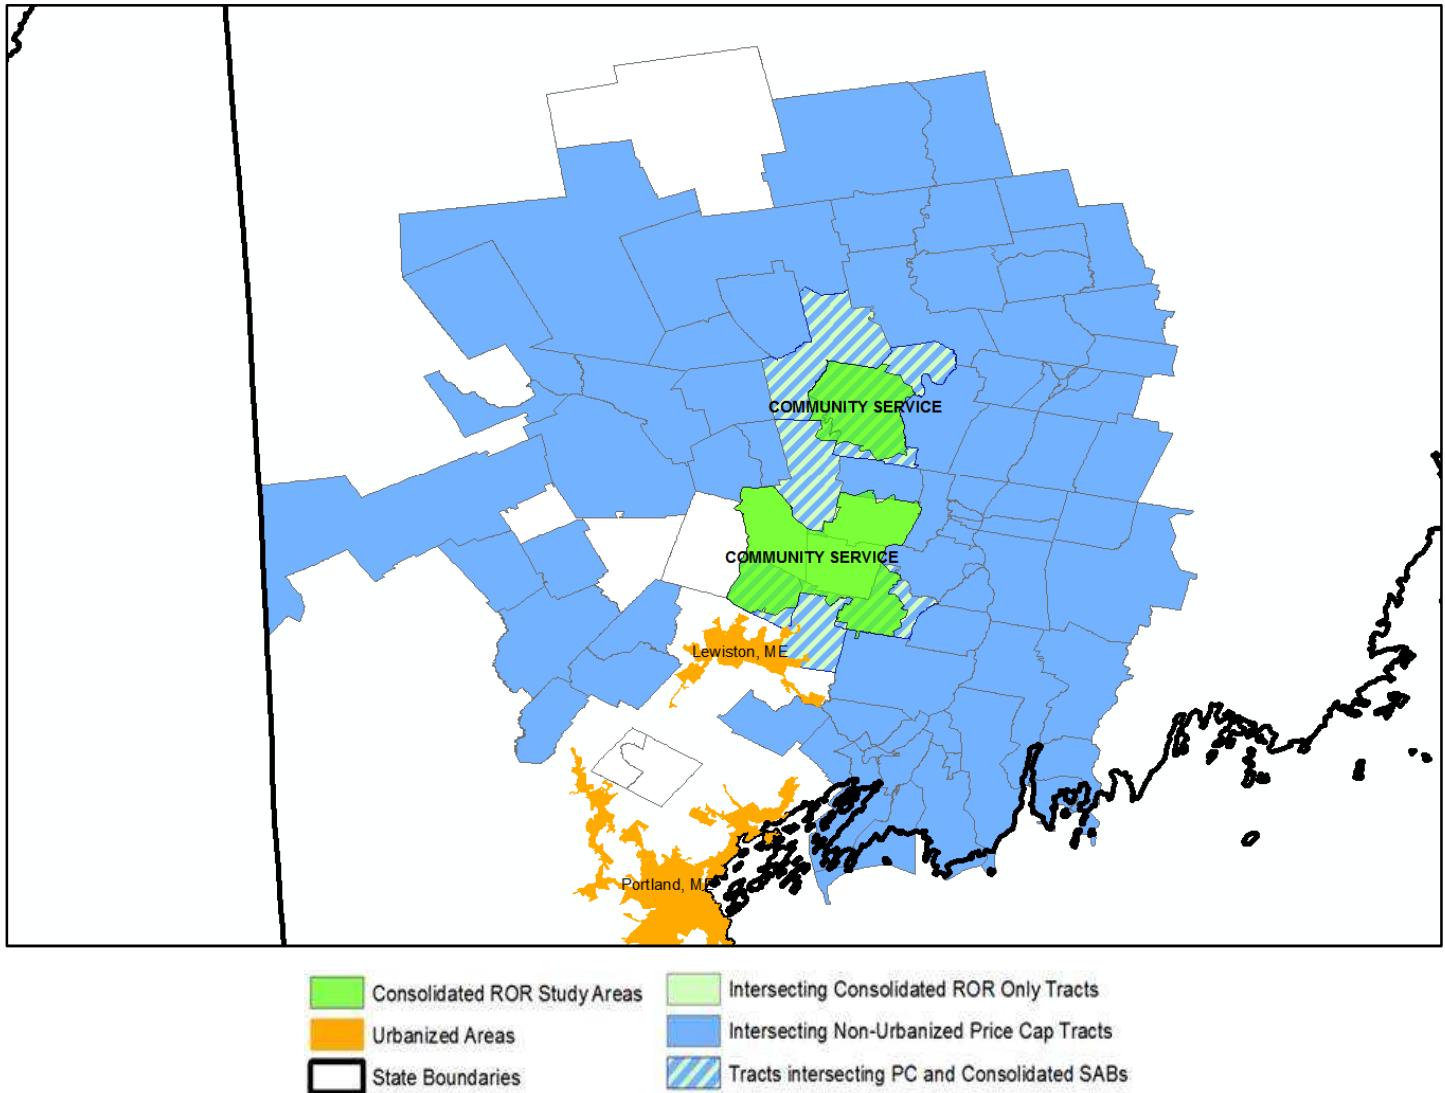 COMMUNITY SERVICE
COMMUNITY SERVICE
Lewiston, ME
Portland, ME
Consolidated ROR Study Areas
Urbanized Areas
State Boundaries
Intersecting Consolidated ROR Only Tracts
Intersecting Non-Urbanized Price Cap Tracts
Tracts intersecting PC and Consolidated SABs